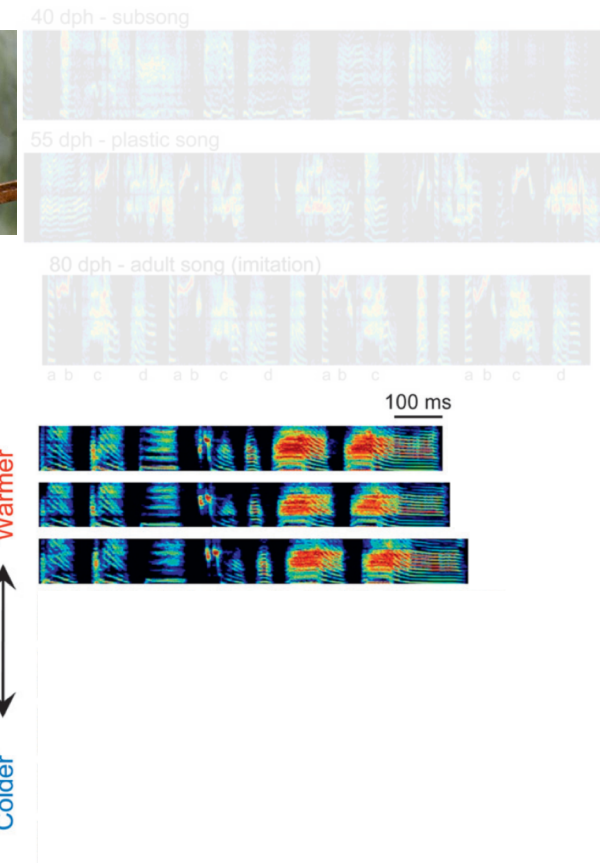 40 dph - subsong
55 dph - plastic song
80 dph - adult song (imitation)
a b c d a b c d a b c a b c d
100 ms
Warmer
Colder